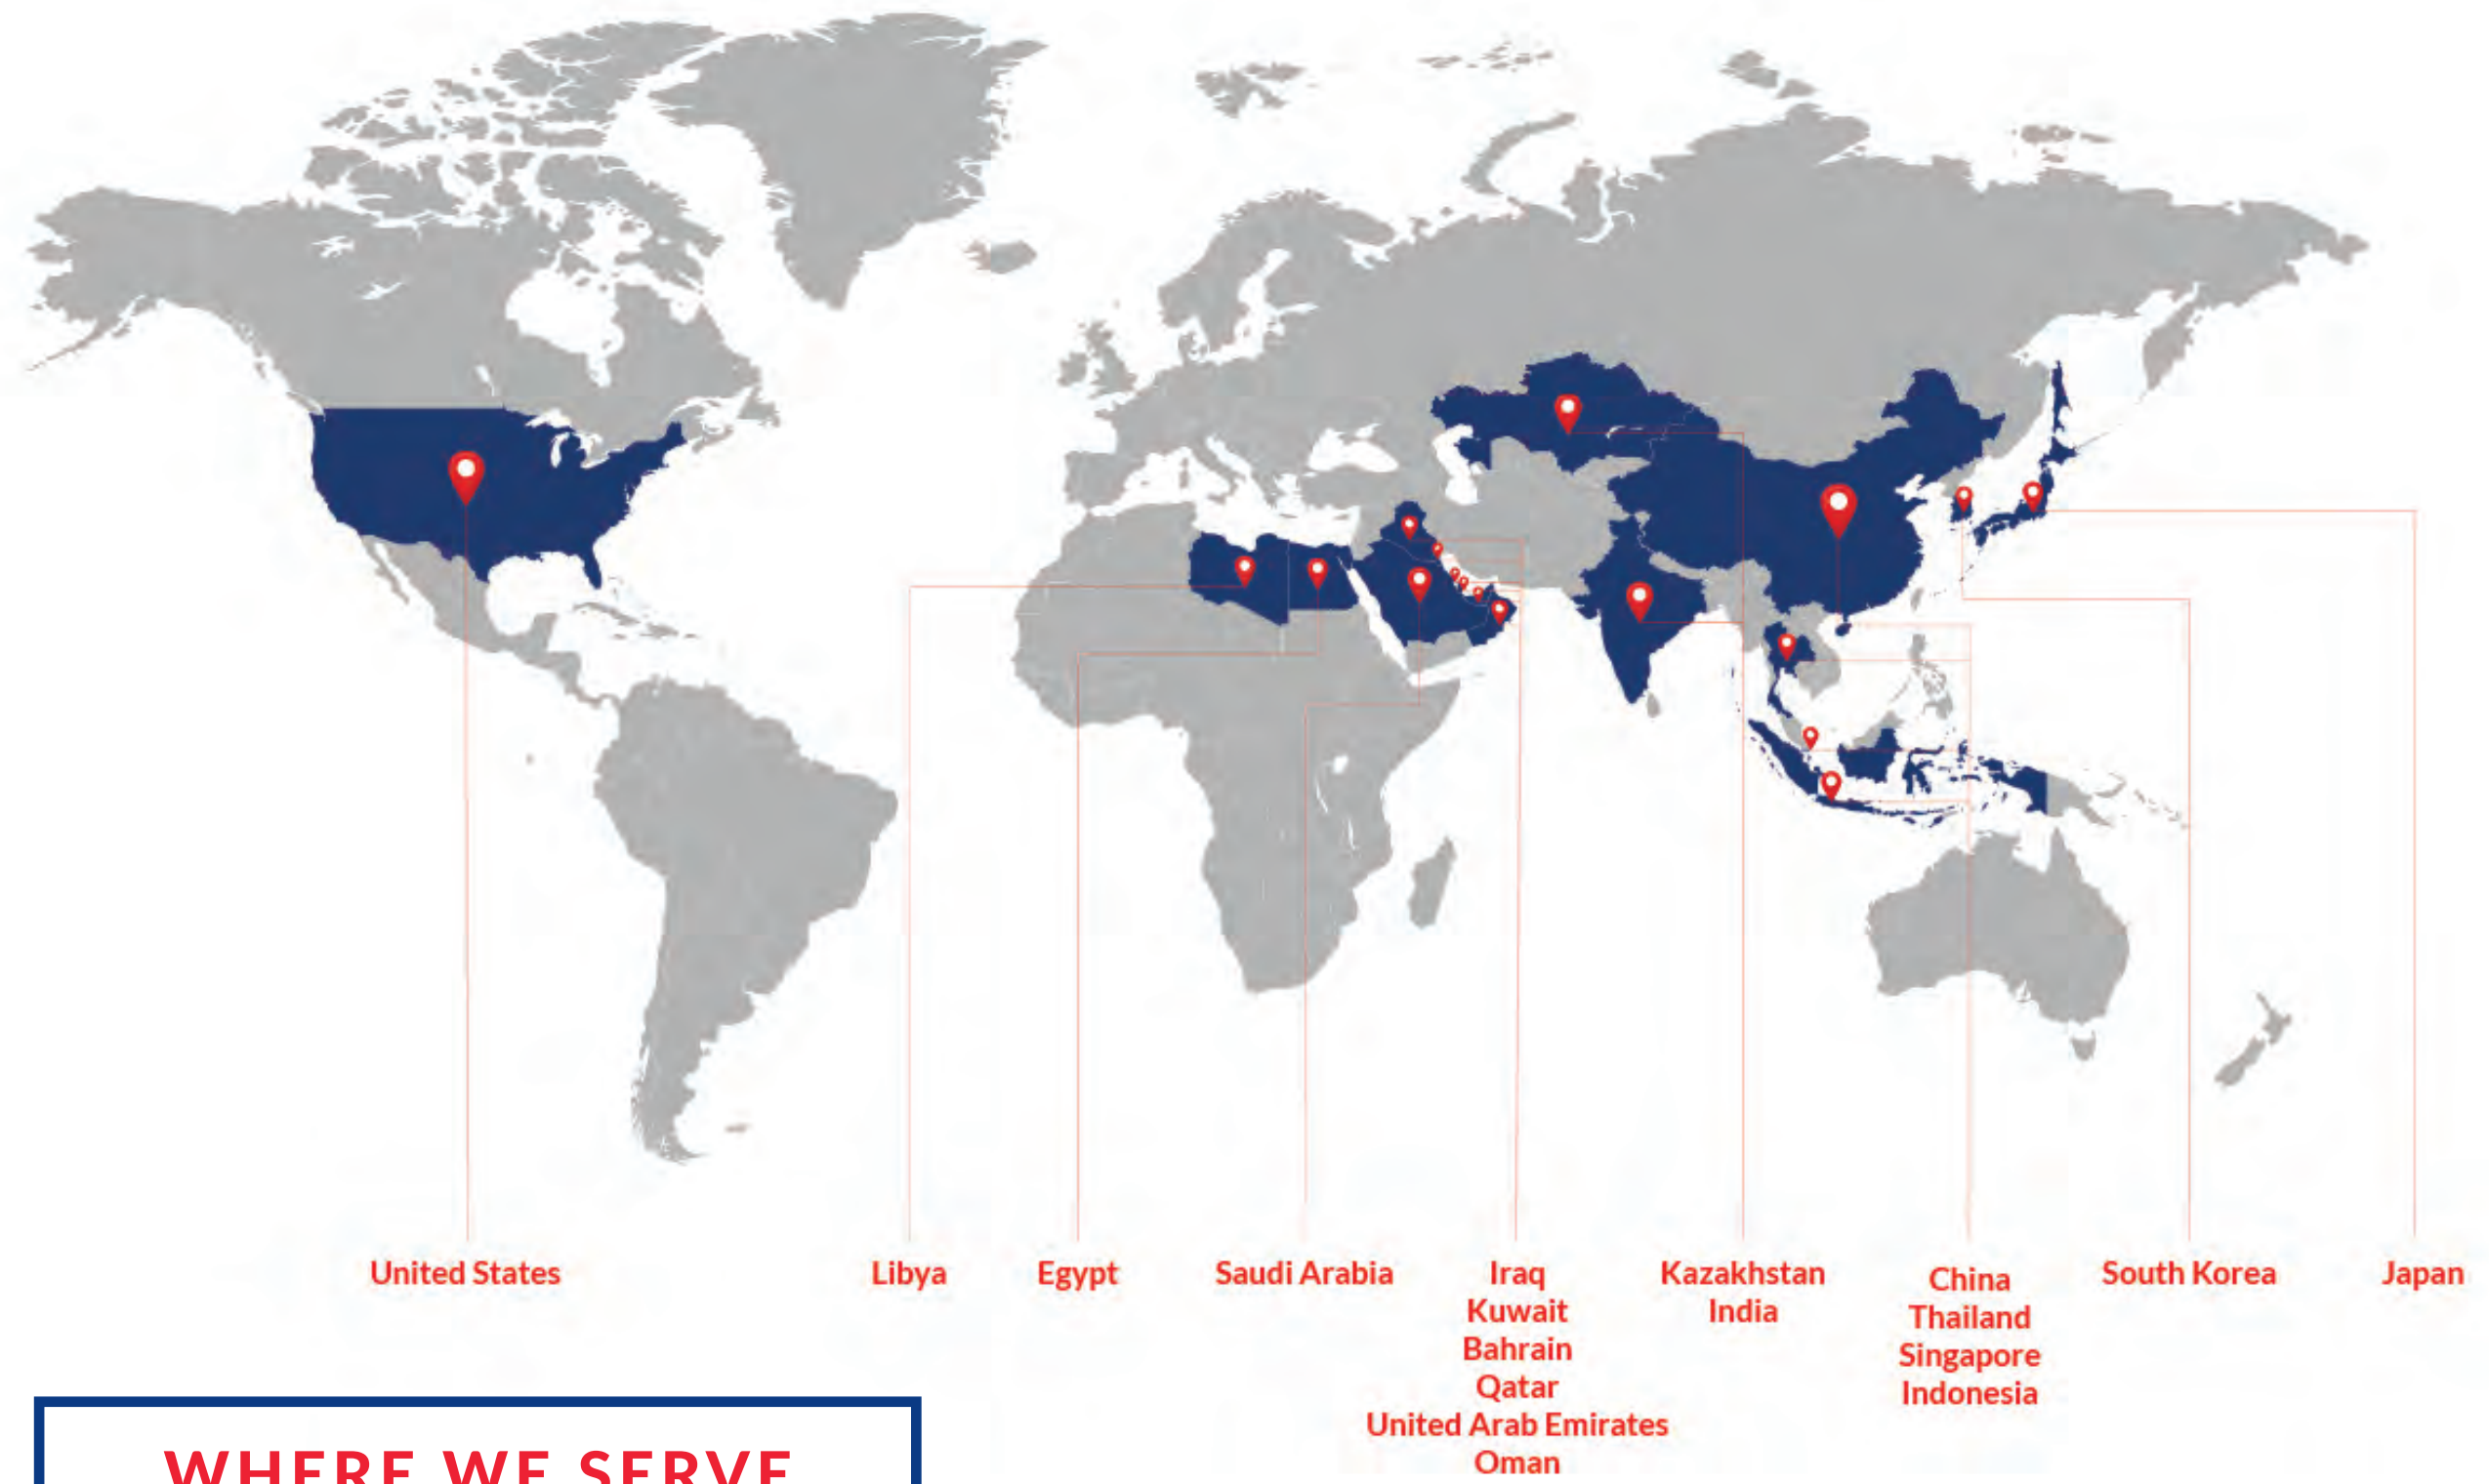 United States
Libya
Egypt
Saudi Arabia
Iraq
Kuwait
Bahrain
Qatar
United Arab Emirates
Oman
Kazakhstan
India
China
Thailand
Singapore
Indonesia
South Korea
Japan
WHERE WE SERVE